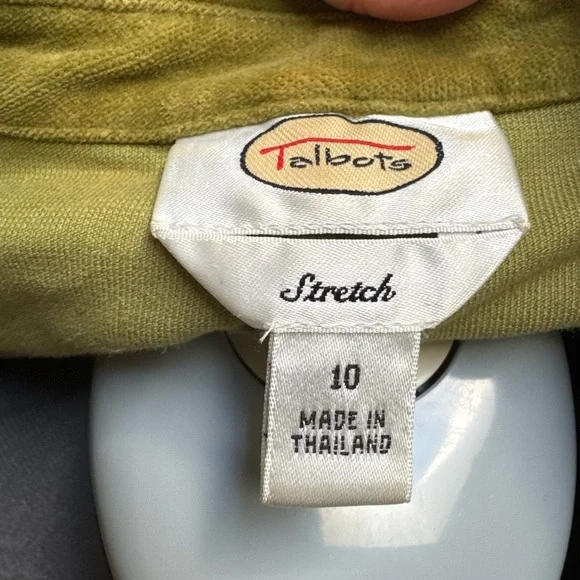 Talbots
Stretch
10
MADE IN
THAILAND